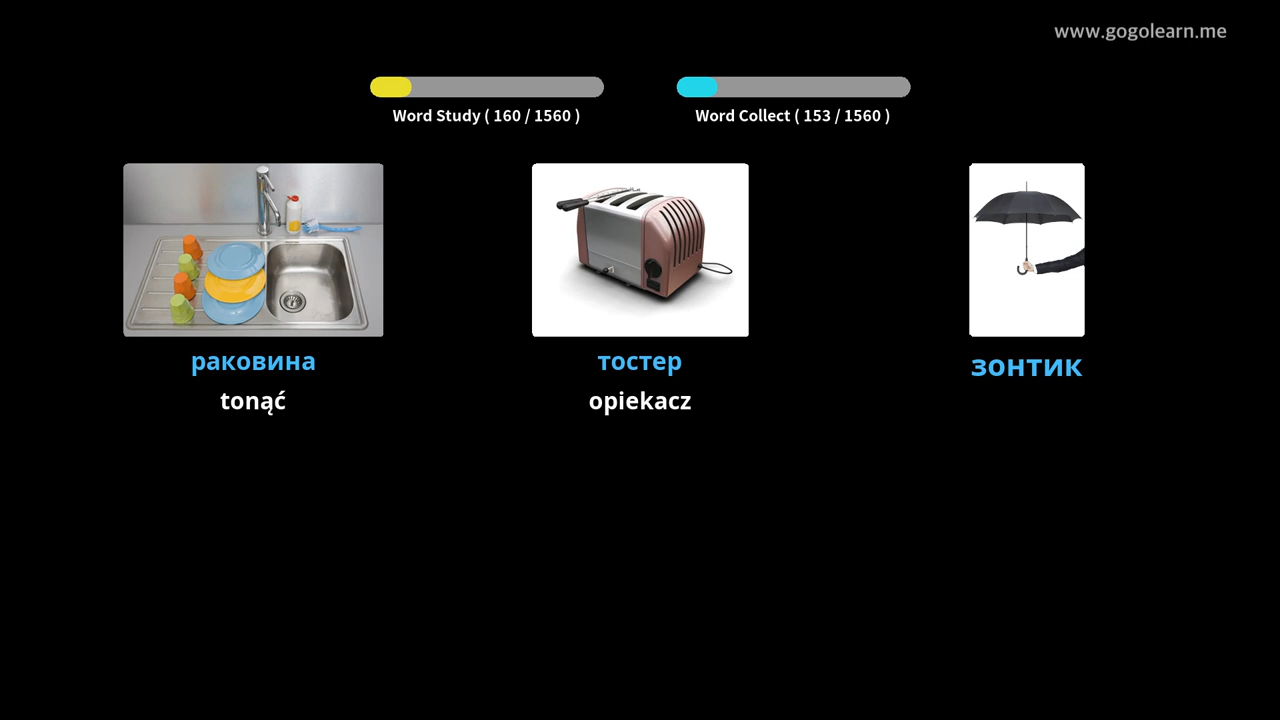 www.gogolearn.me
Word Study ( 160 / 1560 )
Word Collect ( 153 / 1560 )
раковина
tonąć
тостер
opiekacz
зонтик